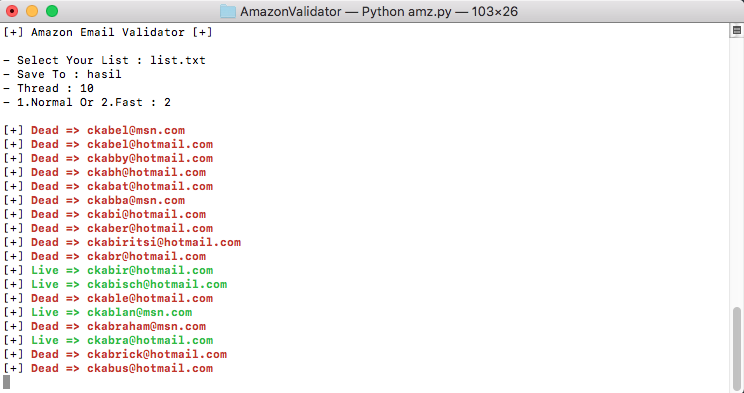 AmazonValidator — Python amz.py — 103×26
[+] Amazon Email Validator [+]
- Select Your List : list.txt
- Save To : hasil
- Thread : 10
- 1.Normal Or 2.Fast : 2
[+] Dead => ckabel@msn.com
[+] Dead => ckabel@hotmail.com
[+] Dead => ckabby@hotmail.com
[+] Dead => ckabh@hotmail.com
[+] Dead => ckabat@hotmail.com
[+] Dead => ckabba@msn.com
[+] Dead => ckabi@hotmail.com
[+] Dead => ckaber@hotmail.com
[+] Dead => ckabiritsi@hotmail.com
[+] Dead => ckabr@hotmail.com
[+] Live => ckabir@hotmail.com
[+] Live => ckabisch@hotmail.com
[+] Dead => ckable@hotmail.com
[+] Live => ckablan@msn.com
[+] Dead => ckabraham@msn.com
[+] Live => ckabra@hotmail.com
[+] Dead => ckabrick@hotmail.com
[+] Dead => ckabus@hotmail.com